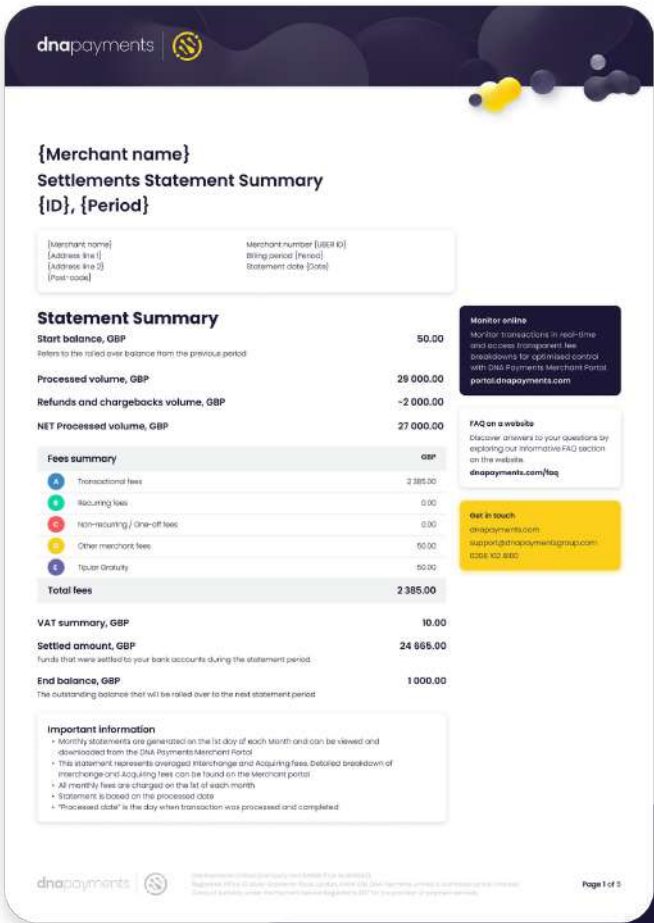 dnapayments
{Merchant name}
Settlements Statement Summary
{ID}, {Period}
{Merchant name}
{Address line 1}
{Address line 2}
{Post-code}
Merchant number {UBER ID}
Billing period {Period}
Statement date {Date}
Statement Summary
Start balance, GBP 50.00
Refers to the rolled over balance from the previous period
Processed volume, GBP 29 000.00
Refunds and chargebacks volume, GBP -2 000.00
NET Processed volume, GBP 27 000.00
Fees summary GBP
A Transactional fees 2 385.00
B Recurring fees 0.00
C Non-recurring / One-off fees 0.00
D Other merchant fees 50.00
E Tipular Gratuity 50.00
Total fees 2 385.00
VAT summary, GBP 10.00
Settled amount, GBP 24 665.00
Funds that were settled to your bank accounts during the statement period
End balance, GBP 1 000.00
The outstanding balance that will be rolled over to the next statement period
Important information
• Monthly statements are generated on the 1st day of each Month and can be viewed and
downloaded from the DNA Payments Merchant Portal
• This statement represents averaged Interchange and Acquiring fees. Detailed breakdown of
Interchange and Acquiring fees can be found on the Merchant portal
• All monthly fees are charged on the 1st of each month
• Statement is based on the processed date
• "Processed date" is the day when transaction was processed and completed
Monitor online
Monitor transactions in real-time
and access transparent fee
breakdowns for optimised control
with DNA Payments Merchant Portal.
portal.dnapayments.com
FAQ on a website
Discover answers to your questions by
exploring our informative FAQ section
on the website.
dnapayments.com/faq
Get in touch
dnapayments.com
support@dnapaymentsgroup.com
0208 102 8100
dnapayments
Page 1 of 5